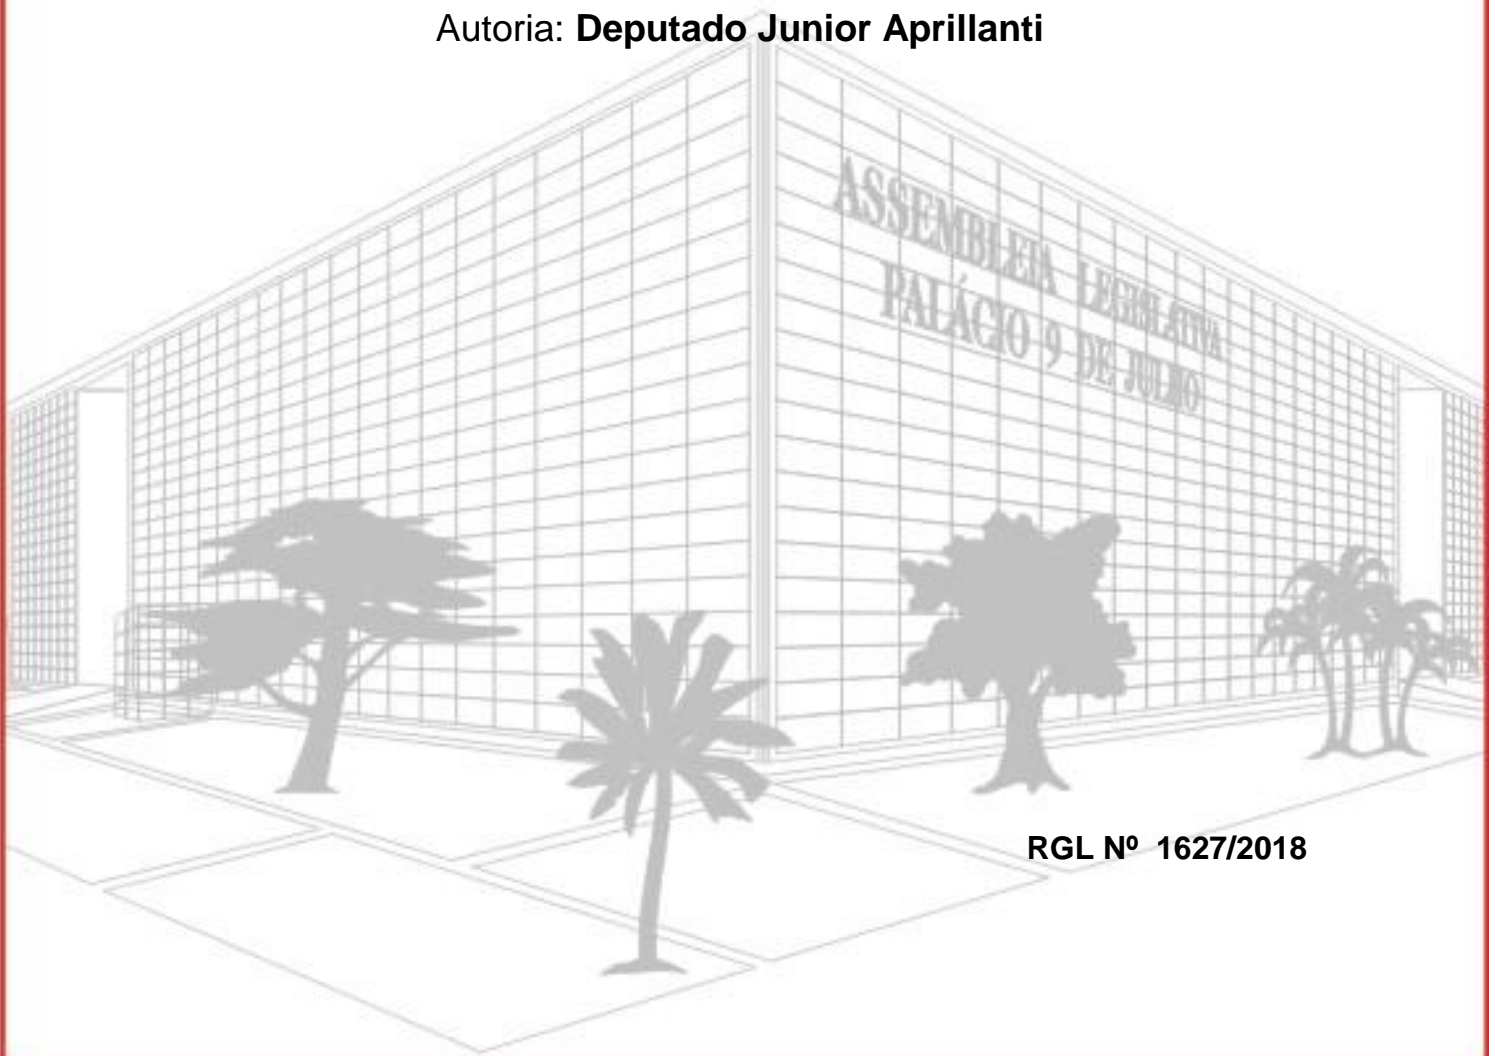 Autoria: Deputado Junior Aprillanti
ASSEMBLEIA LEGISLATIVA
PALÁCIO 9 DE JULHO
RGL Nº 1627/2018